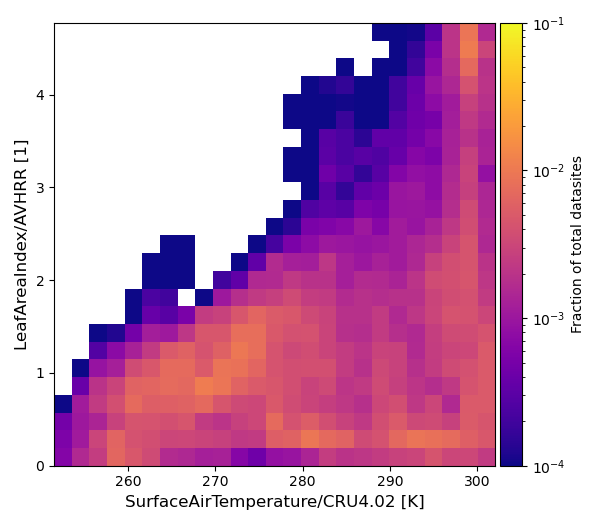 10⁻¹
4
10⁻²
3
LeafAreaIndex/AVHRR [1]
Fraction of total datasites
2
10⁻³
1
0
10⁻⁴
260 270 280 290 300
SurfaceAirTemperature/CRU4.02 [K]